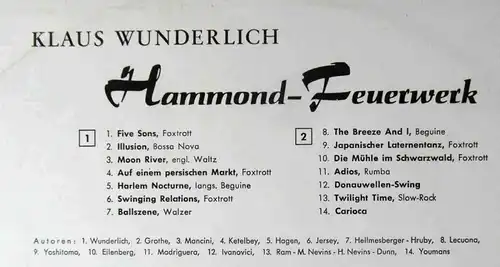 KLAUS WUNDERLICH
Hammond-Feuerwerk
1
1. Five Sons, Foxtrott
2. Illusion, Bossa Nova
3. Moon River, engl. Waltz
4. Auf einem persischen Markt, Foxtrott
5. Harlem Nocturne, langs. Beguine
6. Swinging Relations, Foxtrott
7. Ballszene, Walzer
2
8. The Breeze And I, Beguine
9. Japanischer Laternentanz, Foxtrott
10. Die Mühle im Schwarzwald, Foxtrott
11. Adios, Rumba
12. Donauwellen-Swing
13. Twilight Time, Slow-Rock
14. Carioca
Autoren: 1. Wunderlich, 2. Grothe, 3. Mancini, 4. Ketelbey, 5. Hagen, 6. Jersey, 7. Hellmesberger - Hruby, 8. Lecuona,
9. Yoshitomo, 10. Eilenberg, 11. Madriguera, 12. Ivanovici, 13. Ram - M. Nevins - H. Nevins - Dunn, 14. Youmans